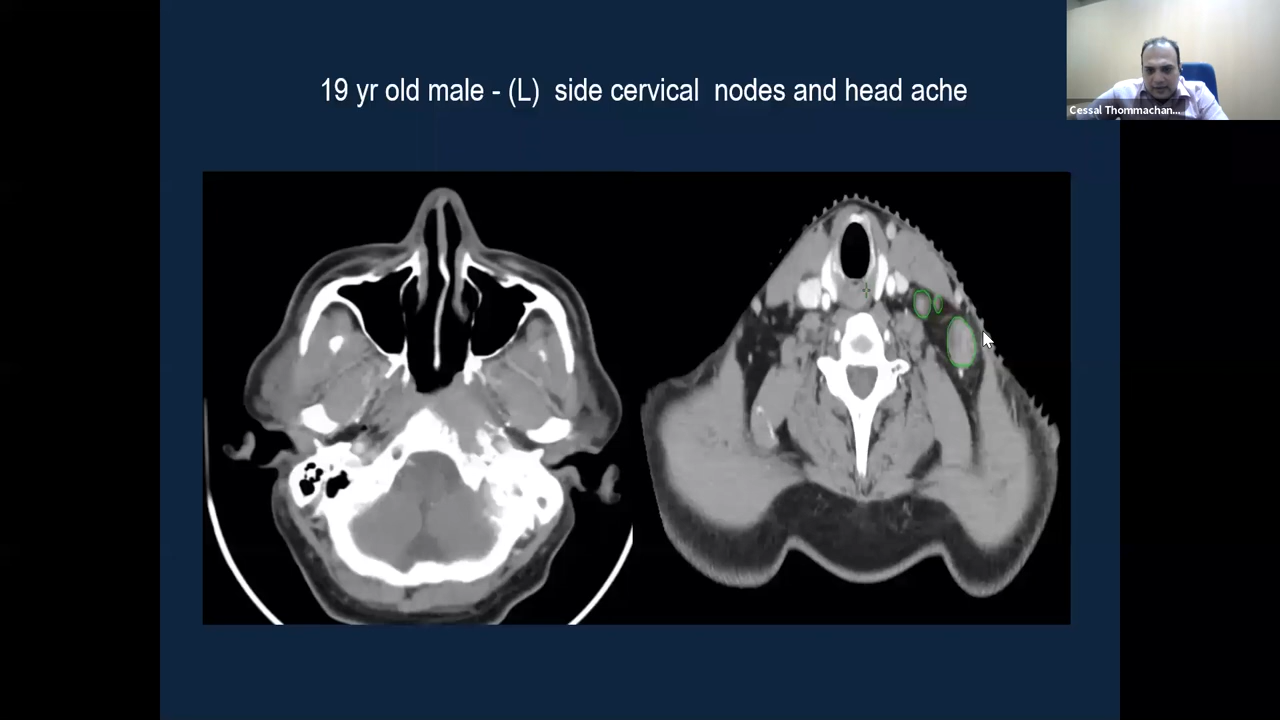 19 yr old male - (L) side cervical nodes and head ache
Cessal Thommachan...